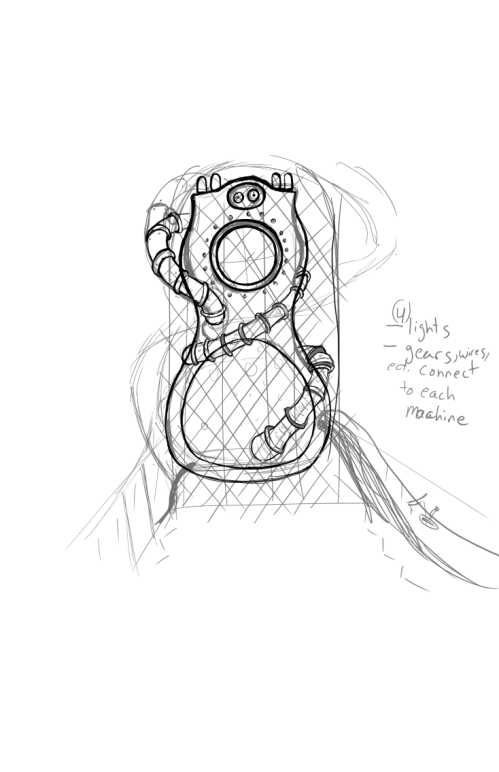 (4)
– lights
– gears, wires,
ect. connect
to each
machine